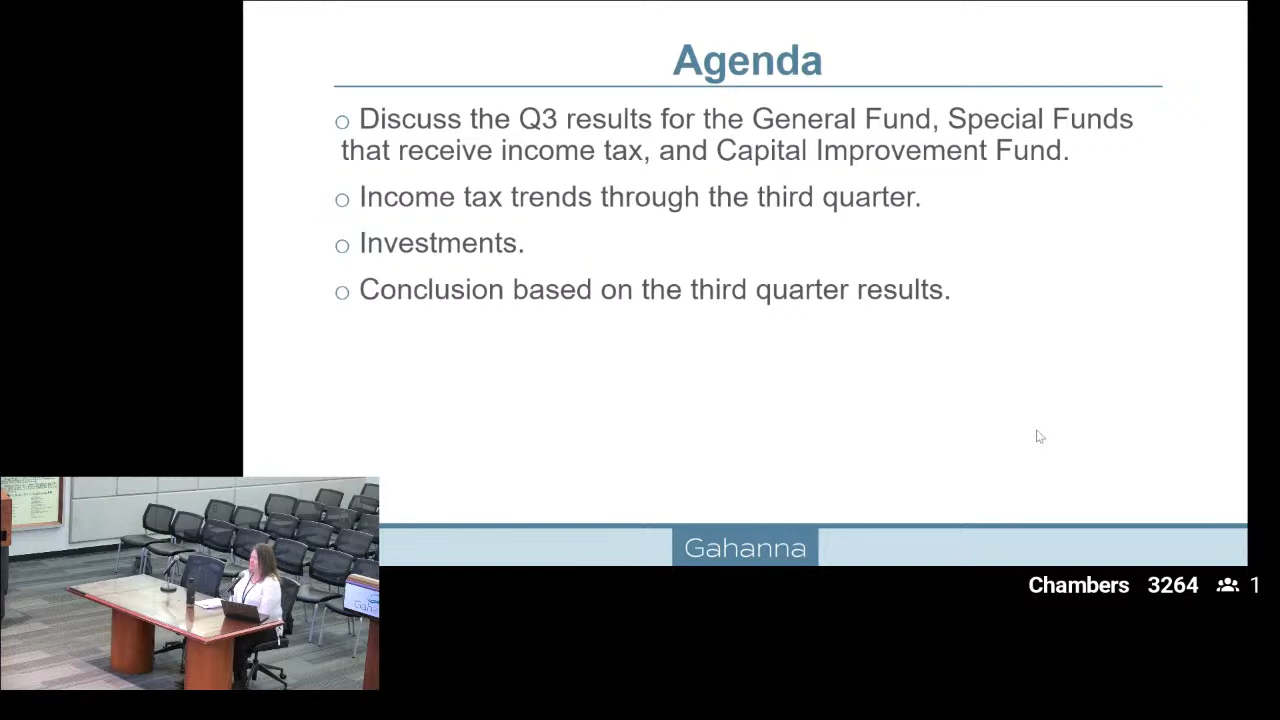 Agenda
o Discuss the Q3 results for the General Fund, Special Funds
that receive income tax, and Capital Improvement Fund.
o Income tax trends through the third quarter.
o Investments.
o Conclusion based on the third quarter results.
Gahanna
Chambers 3264 1